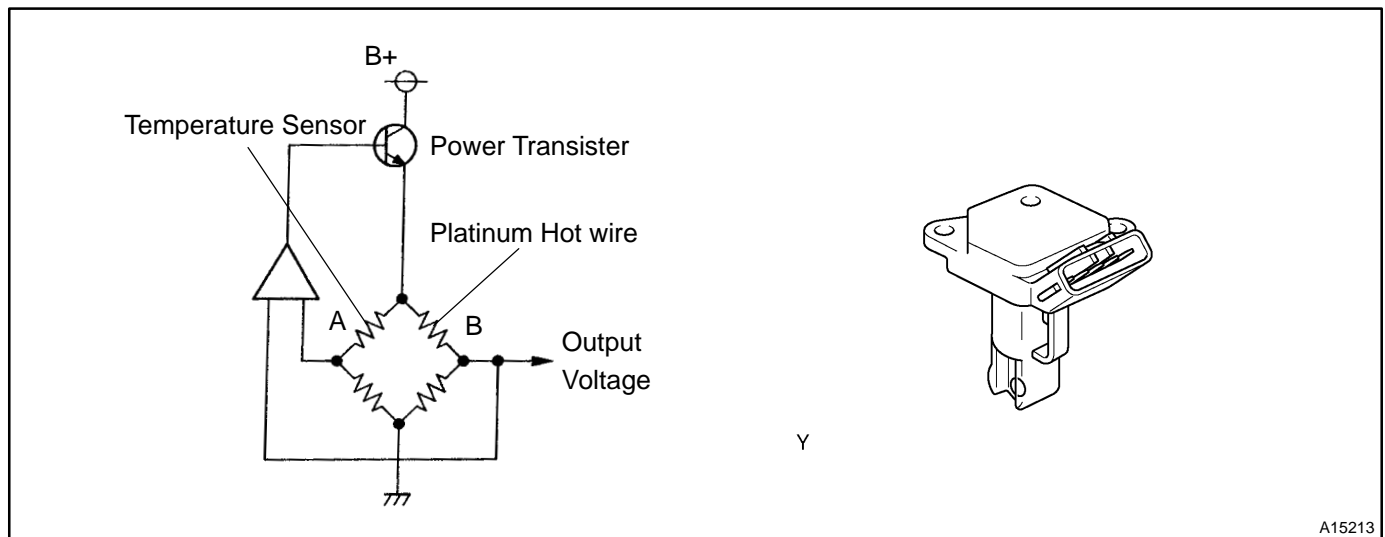 B+
Temperature Sensor
Power Transister
Platinum Hot wire
A
B
Output
Voltage
Y
A15213